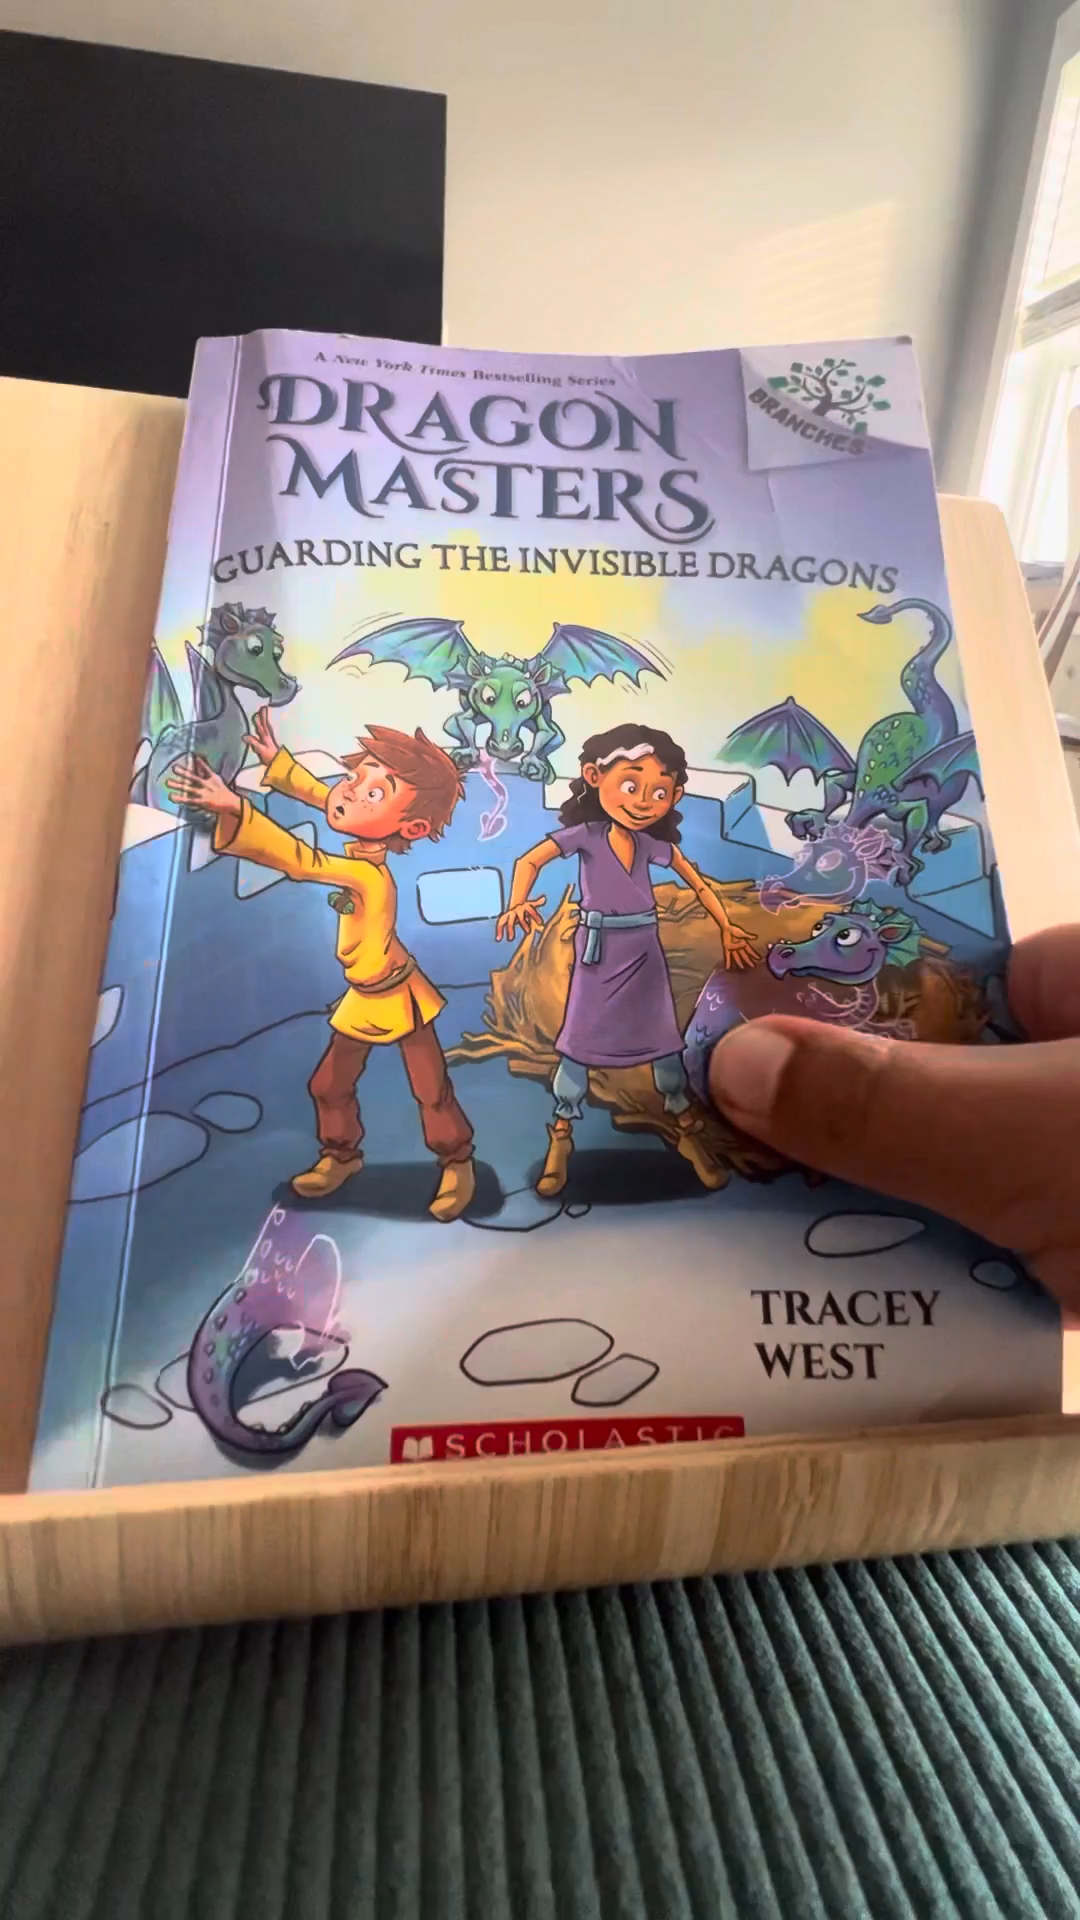 A New York Times Bestselling Series
DRAGON
MASTERS
BRANCHES
GUARDING THE INVISIBLE DRAGONS
TRACEY
WEST
SCHOLASTIC